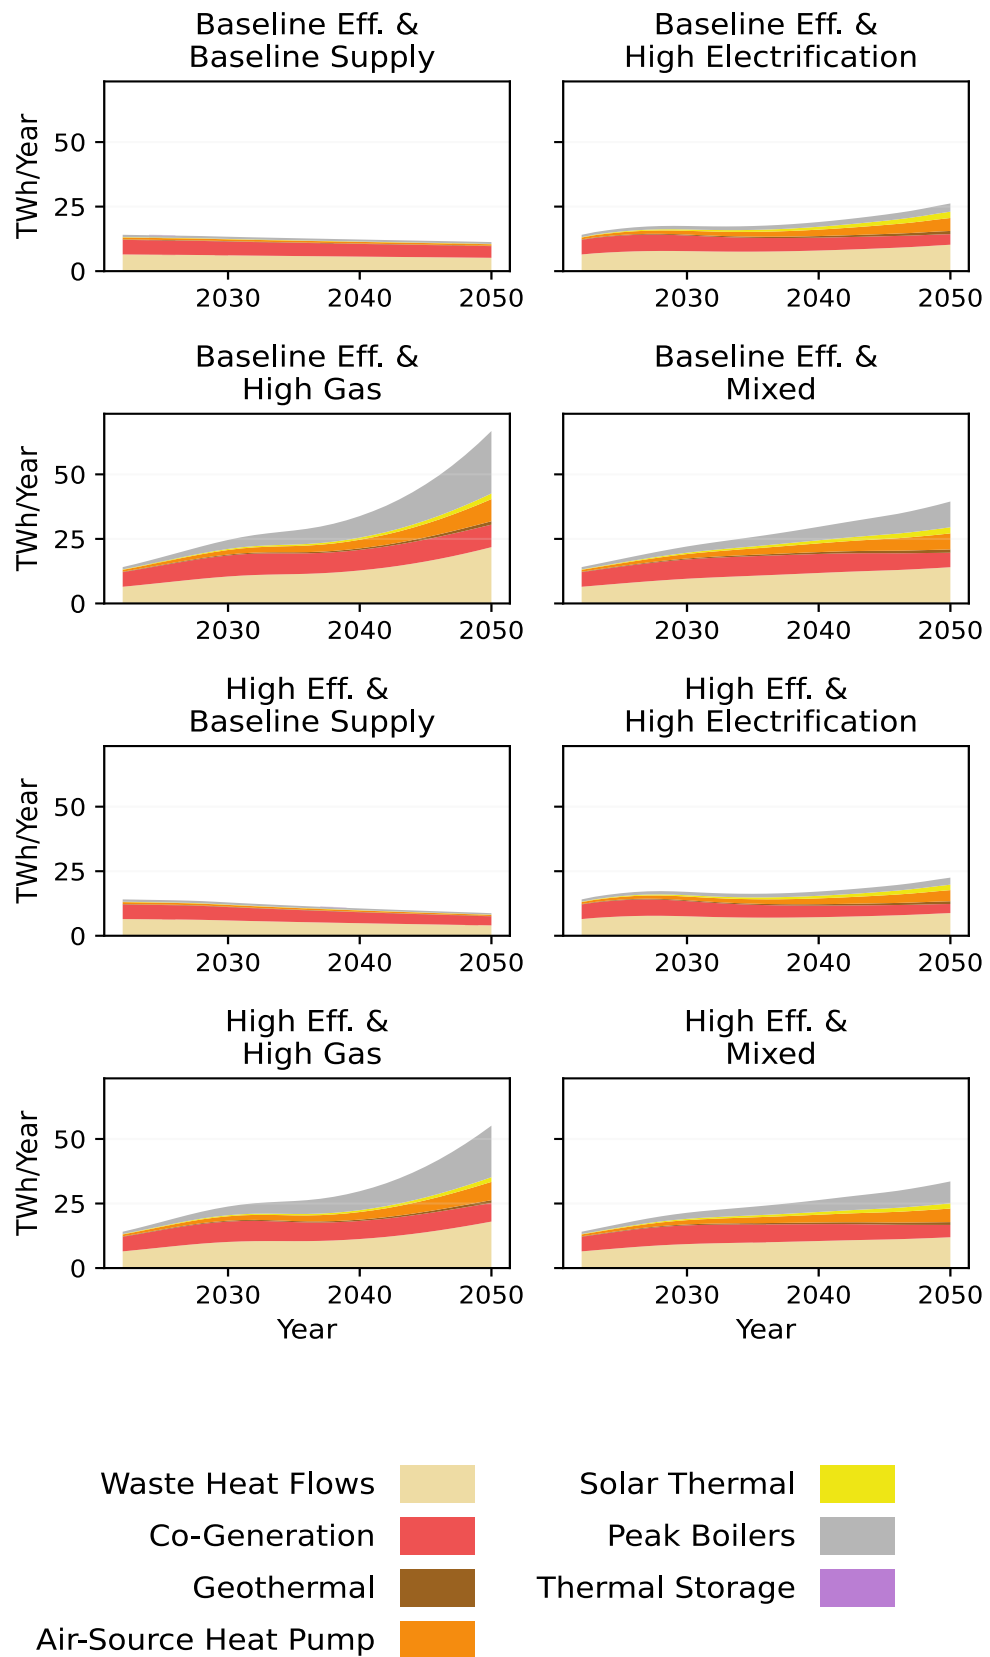 Baseline Eff. &
Baseline Supply
Baseline Eff. &
High Electrification
TWh/Year
50
25
0
2030
2040
2050
2030
2040
2050
Baseline Eff. &
High Gas
Baseline Eff. &
Mixed
TWh/Year
50
25
0
2030
2040
2050
2030
2040
2050
High Eff. &
Baseline Supply
High Eff. &
High Electrification
TWh/Year
50
25
0
2030
2040
2050
2030
2040
2050
High Eff. &
High Gas
High Eff. &
Mixed
TWh/Year
50
25
0
2030
2040
2050
Year
2030
2040
2050
Year
Waste Heat Flows
Co-Generation
Geothermal
Air-Source Heat Pump
Solar Thermal
Peak Boilers
Thermal Storage